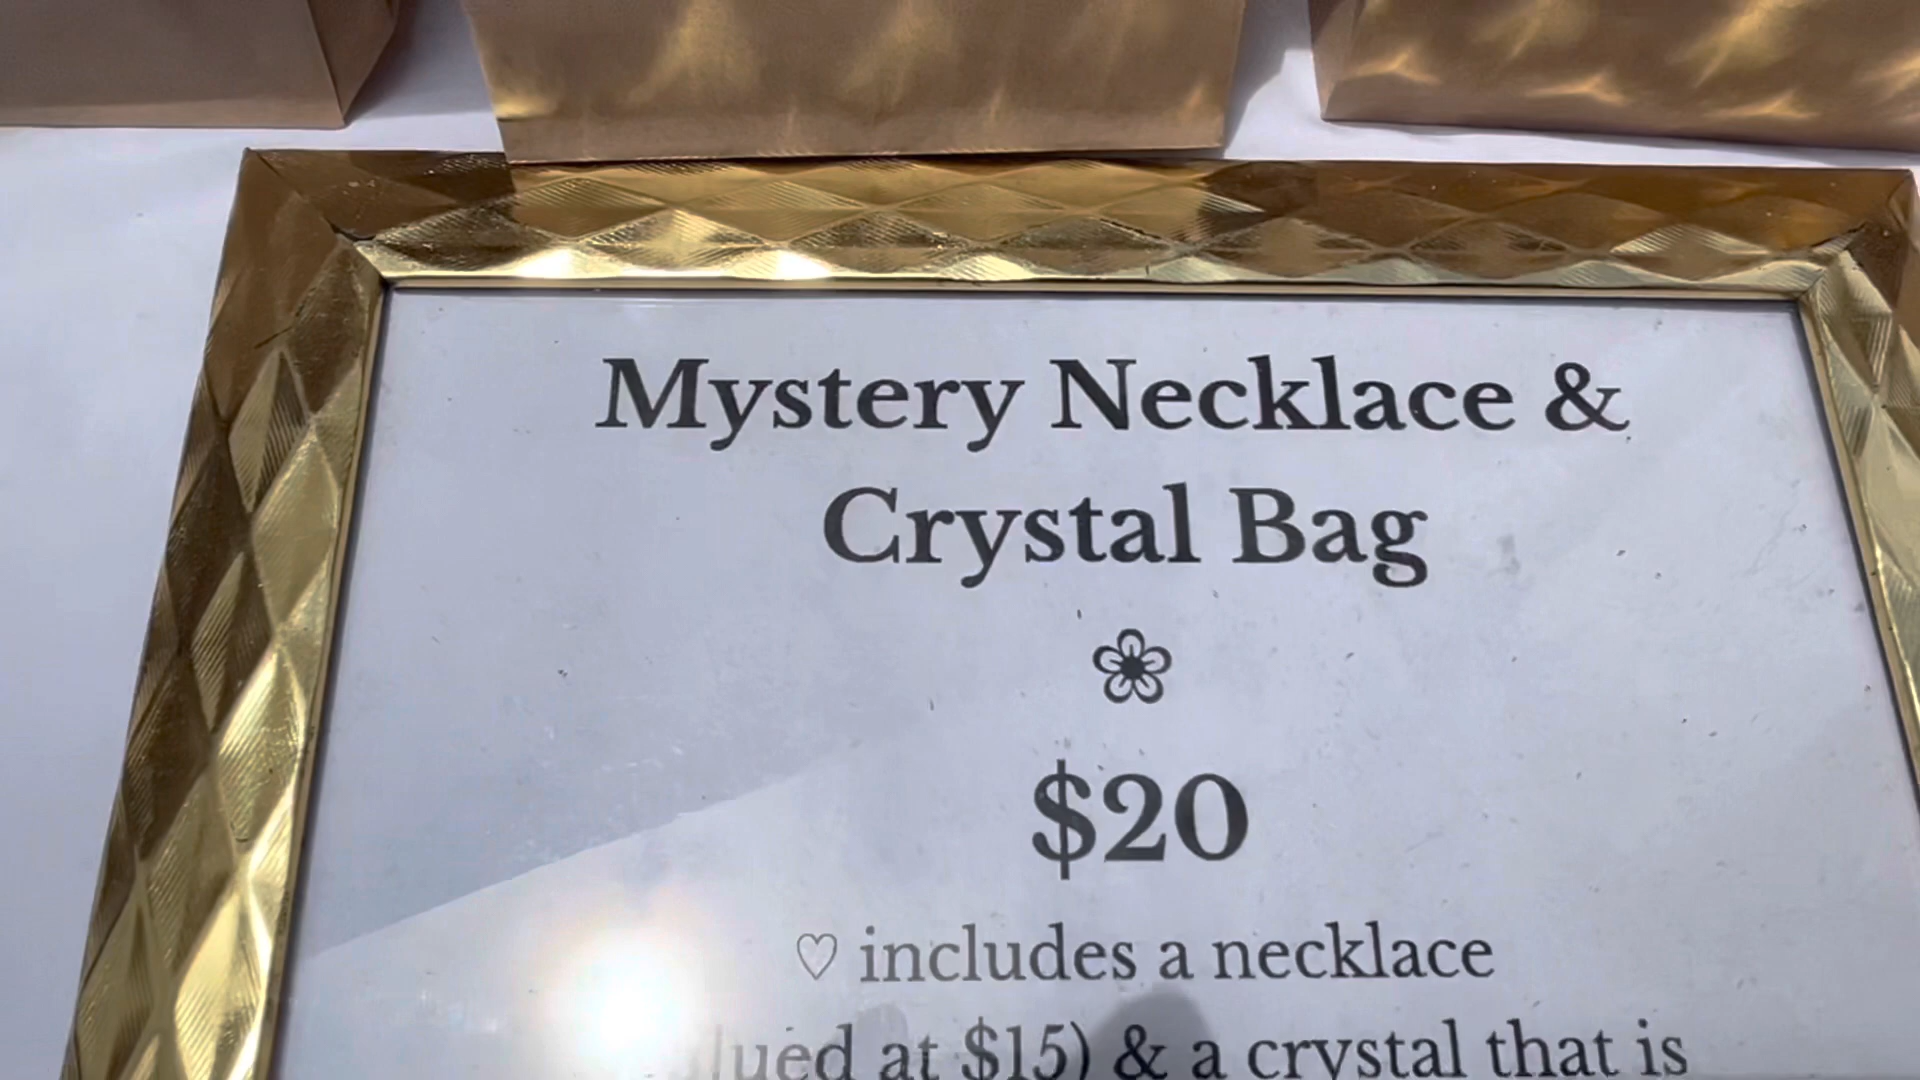 Mystery Necklace &
Crystal Bag
$20
♡ includes a necklace
at $15) & a crystal that is